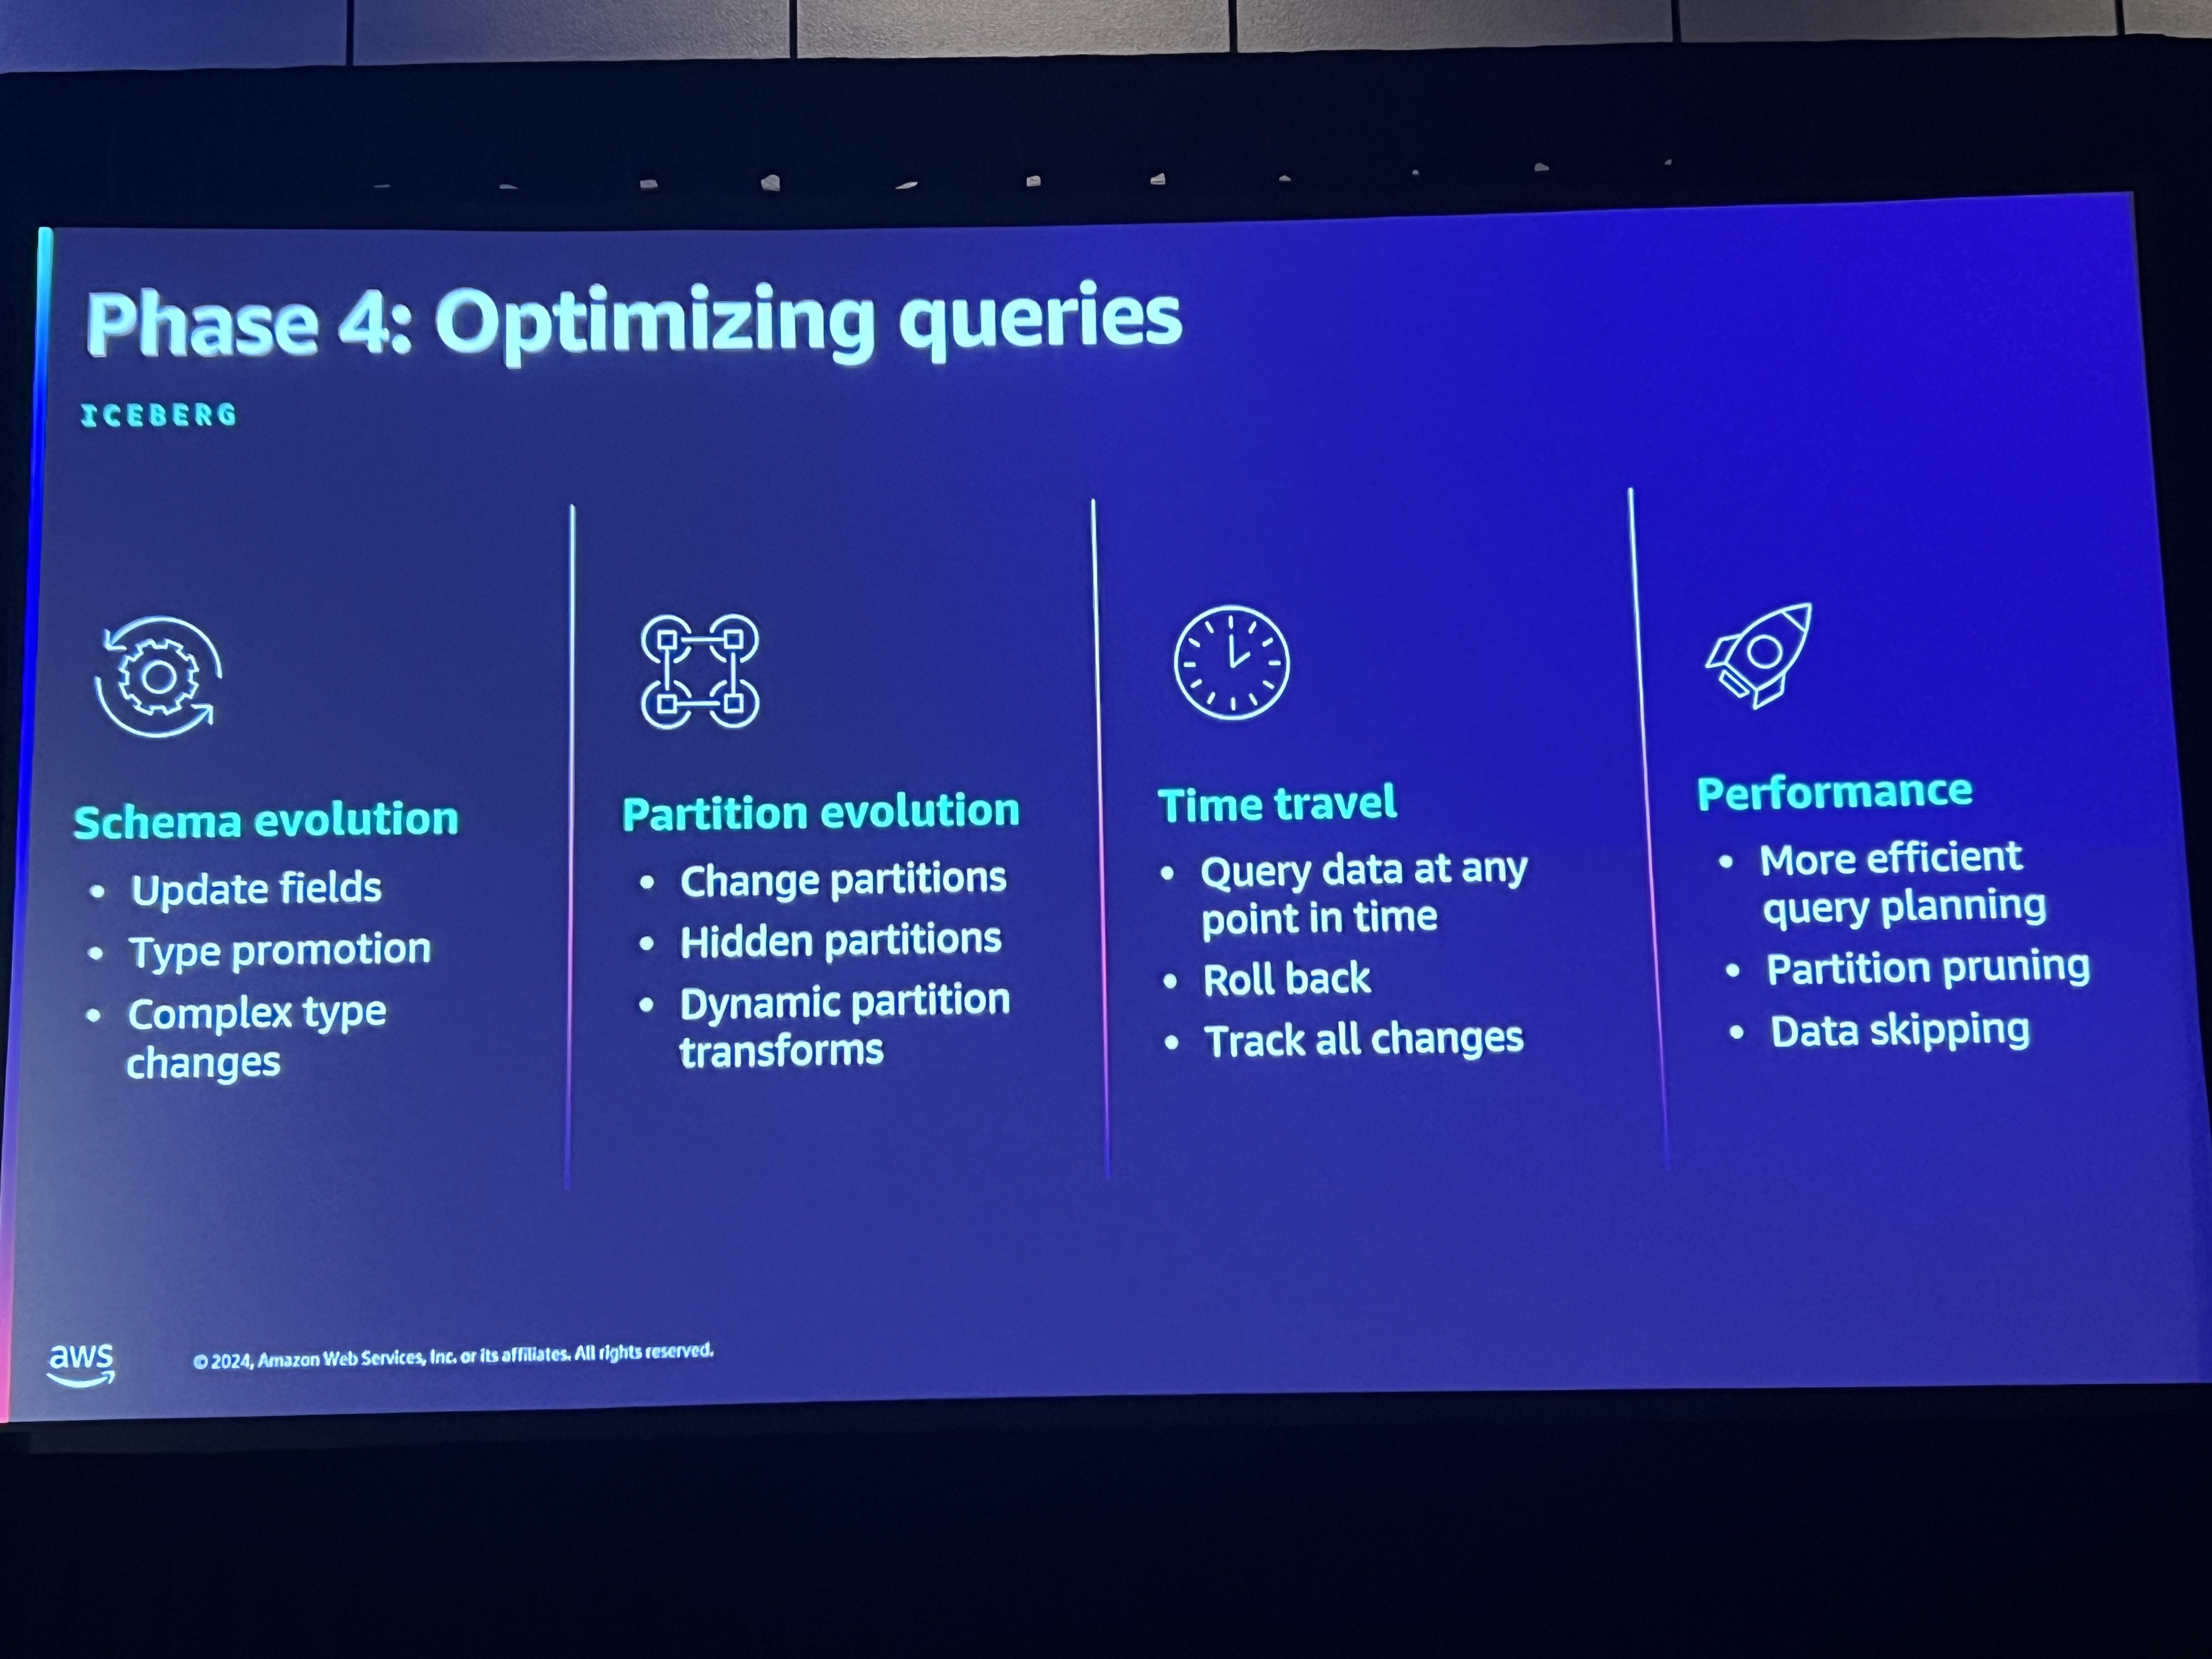 Phase 4: Optimizing queries
ICEBERG
Schema evolution
• Update fields
• Type promotion
• Complex type
changes
Partition evolution
• Change partitions
• Hidden partitions
• Dynamic partition
transforms
Time travel
• Query data at any
point in time
• Roll back
• Track all changes
Performance
• More efficient
query planning
• Partition pruning
• Data skipping
aws
© 2024, Amazon Web Services, Inc. or its affiliates. All rights reserved.